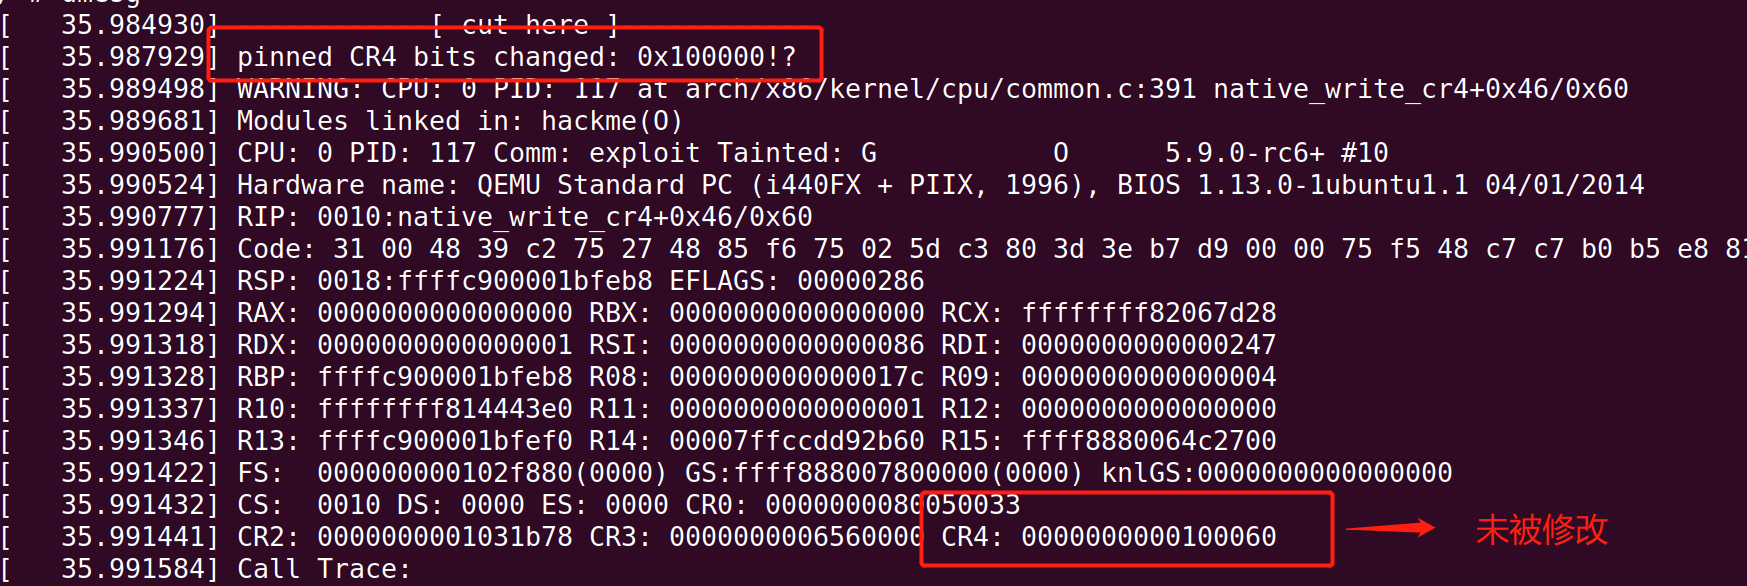 [   35.984930] ------------[ cut here ]------------
[   35.987929] pinned CR4 bits changed: 0x100000!?
[   35.989498] WARNING: CPU: 0 PID: 117 at arch/x86/kernel/cpu/common.c:391 native_write_cr4+0x46/0x60
[   35.989681] Modules linked in: hackme(O)
[   35.990500] CPU: 0 PID: 117 Comm: exploit Tainted: G           O      5.9.0-rc6+ #10
[   35.990524] Hardware name: QEMU Standard PC (i440FX + PIIX, 1996), BIOS 1.13.0-1ubuntu1.1 04/01/2014
[   35.990777] RIP: 0010:native_write_cr4+0x46/0x60
[   35.991176] Code: 31 00 48 39 c2 75 27 48 85 f6 75 02 5d c3 80 3d 3e b7 d9 00 00 75 f5 48 c7 c7 b0 b5 e8 81
[   35.991224] RSP: 0018:ffffc900001bfeb8 EFLAGS: 00000286
[   35.991294] RAX: 0000000000000000 RBX: 0000000000000000 RCX: ffffffff82067d28
[   35.991318] RDX: 0000000000000001 RSI: 0000000000000086 RDI: 0000000000000247
[   35.991328] RBP: ffffc900001bfeb8 R08: 000000000000017c R09: 0000000000000004
[   35.991337] R10: ffffffff814443e0 R11: 0000000000000001 R12: 0000000000000000
[   35.991346] R13: ffffc900001bfef0 R14: 00007ffccdd92b60 R15: ffff8880064c2700
[   35.991422] FS:  000000000102f880(0000) GS:ffff888007800000(0000) knlGS:0000000000000000
[   35.991432] CS:  0010 DS: 0000 ES: 0000 CR0: 0000000080050033
[   35.991441] CR2: 0000000001031b78 CR3: 0000000006560000 CR4: 0000000000100060
未被修改
[   35.991584] Call Trace: